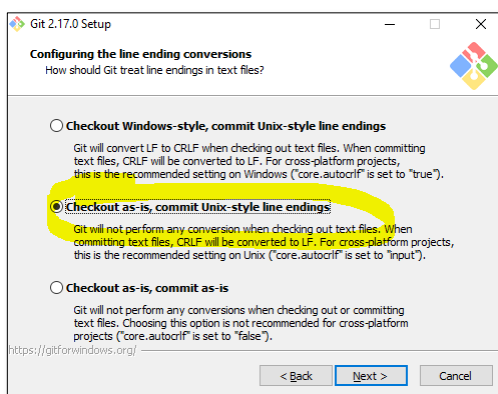 Git 2.17.0 Setup
Configuring the line ending conversions
How should Git treat line endings in text files?
Checkout Windows-style, commit Unix-style line endings
Git will convert LF to CRLF when checking out text files. When committing
text files, CRLF will be converted to LF. For cross-platform projects,
this is the recommended setting on Windows ("core.autocrlf" is set to "true").
Checkout as-is, commit Unix-style line endings
Git will not perform any conversion when checking out text files. When
committing text files, CRLF will be converted to LF. For cross-platform projects,
this is the recommended setting on Unix ("core.autocrlf" is set to "input").
Checkout as-is, commit as-is
Git will not perform any conversions when checking out or committing
text files. Choosing this option is not recommended for cross-platform
projects ("core.autocrlf" is set to "false").
https://gitforwindows.org/
< Back Next > Cancel